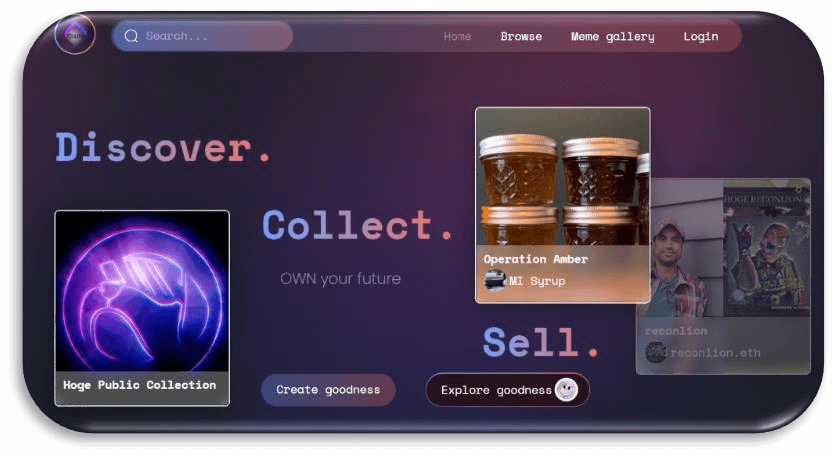 OWN
Search...
Home
Browse
Meme gallery
Login
Discover.
Collect.
OWN your future
Hoge Public Collection
Operation Amber
MI Syrup
HOGE RECONLION
reconlion
reconlion.eth
Sell.
Create goodness
Explore goodness